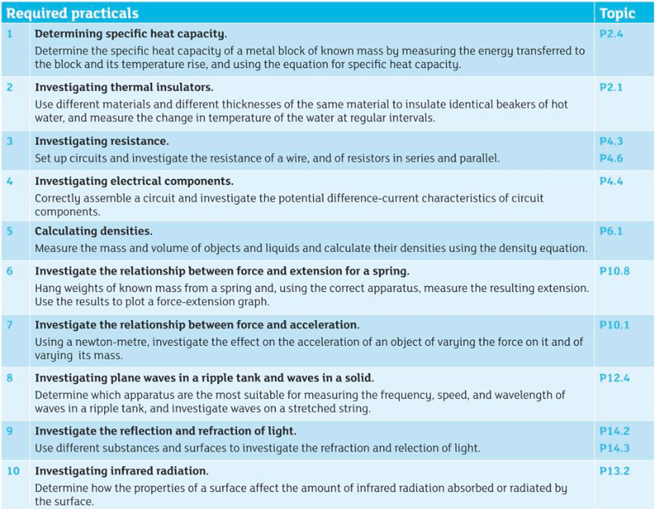 Required practicals Topic
1 Determining specific heat capacity. P2.4
Determine the specific heat capacity of a metal block of known mass by measuring the energy transferred to
the block and its temperature rise, and using the equation for specific heat capacity.
2 Investigating thermal insulators. P2.1
Use different materials and different thicknesses of the same material to insulate identical beakers of hot
water, and measure the change in temperature of the water at regular intervals.
3 Investigating resistance. P4.3
Set up circuits and investigate the resistance of a wire, and of resistors in series and parallel. P4.6
4 Investigating electrical components. P4.4
Correctly assemble a circuit and investigate the potential difference-current characteristics of circuit
components.
5 Calculating densities. P6.1
Measure the mass and volume of objects and liquids and calculate their densities using the density equation.
6 Investigate the relationship between force and extension for a spring. P10.8
Hang weights of known mass from a spring and, using the correct apparatus, measure the resulting extension.
Use the results to plot a force-extension graph.
7 Investigate the relationship between force and acceleration. P10.1
Using a newton-metre, investigate the effect on the acceleration of an object of varying the force on it and of
varying its mass.
8 Investigating plane waves in a ripple tank and waves in a solid. P12.4
Determine which apparatus are the most suitable for measuring the frequency, speed, and wavelength of
waves in a ripple tank, and investigate waves on a stretched string.
9 Investigate the reflection and refraction of light. P14.2
Use different substances and surfaces to investigate the refraction and relection of light. P14.3
10 Investigating infrared radiation. P13.2
Determine how the properties of a surface affect the amount of infrared radiation absorbed or radiated by
the surface.